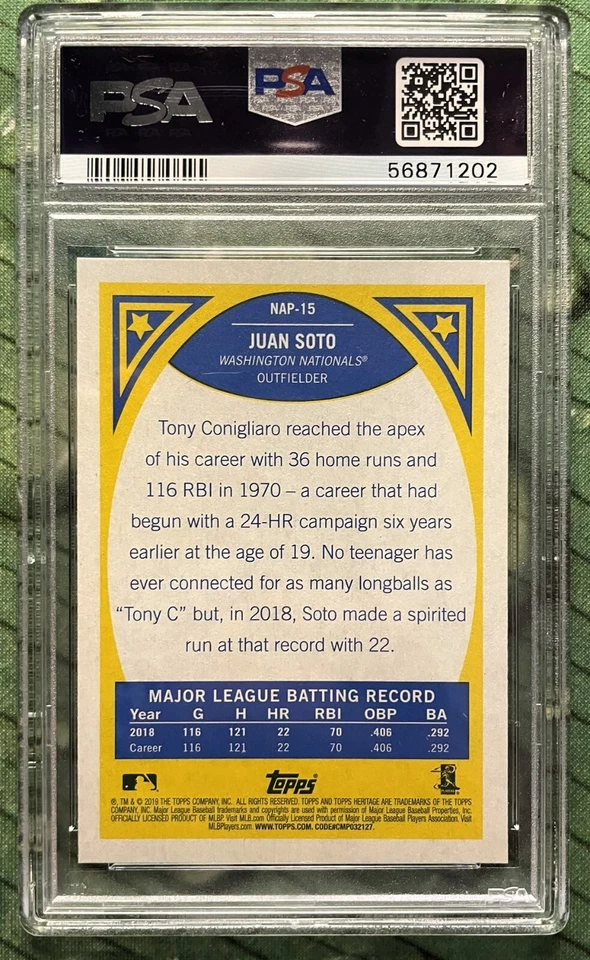 PSA
PSA
56871202
NAP-15
JUAN SOTO
WASHINGTON NATIONALS®
OUTFIELDER
Tony Conigliaro reached the apex
of his career with 36 home runs and
116 RBI in 1970 – a career that had
begun with a 24-HR campaign six years
earlier at the age of 19. No teenager has
ever connected for as many longballs as
“Tony C” but, in 2018, Soto made a spirited
run at that record with 22.
MAJOR LEAGUE BATTING RECORD
Year G H HR RBI OBP BA
2018 116 121 22 70 .406 .292
Career 116 121 22 70 .406 .292
Topps
®, TM & © 2019 THE TOPPS COMPANY, INC. ALL RIGHTS RESERVED. TOPPS AND TOPPS HERITAGE ARE TRADEMARKS OF THE TOPPS
COMPANY, INC. Major League Baseball trademarks and copyrights are used with permission of Major League Baseball Properties, Inc.
OFFICIALLY LICENSED PRODUCT OF MLBP. Visit MLB.com Officially Licensed Product of Major League Baseball Players Association. Visit
MLBPlayers.com. WWW.TOPPS.COM. CODE#CMP032127.
PSA